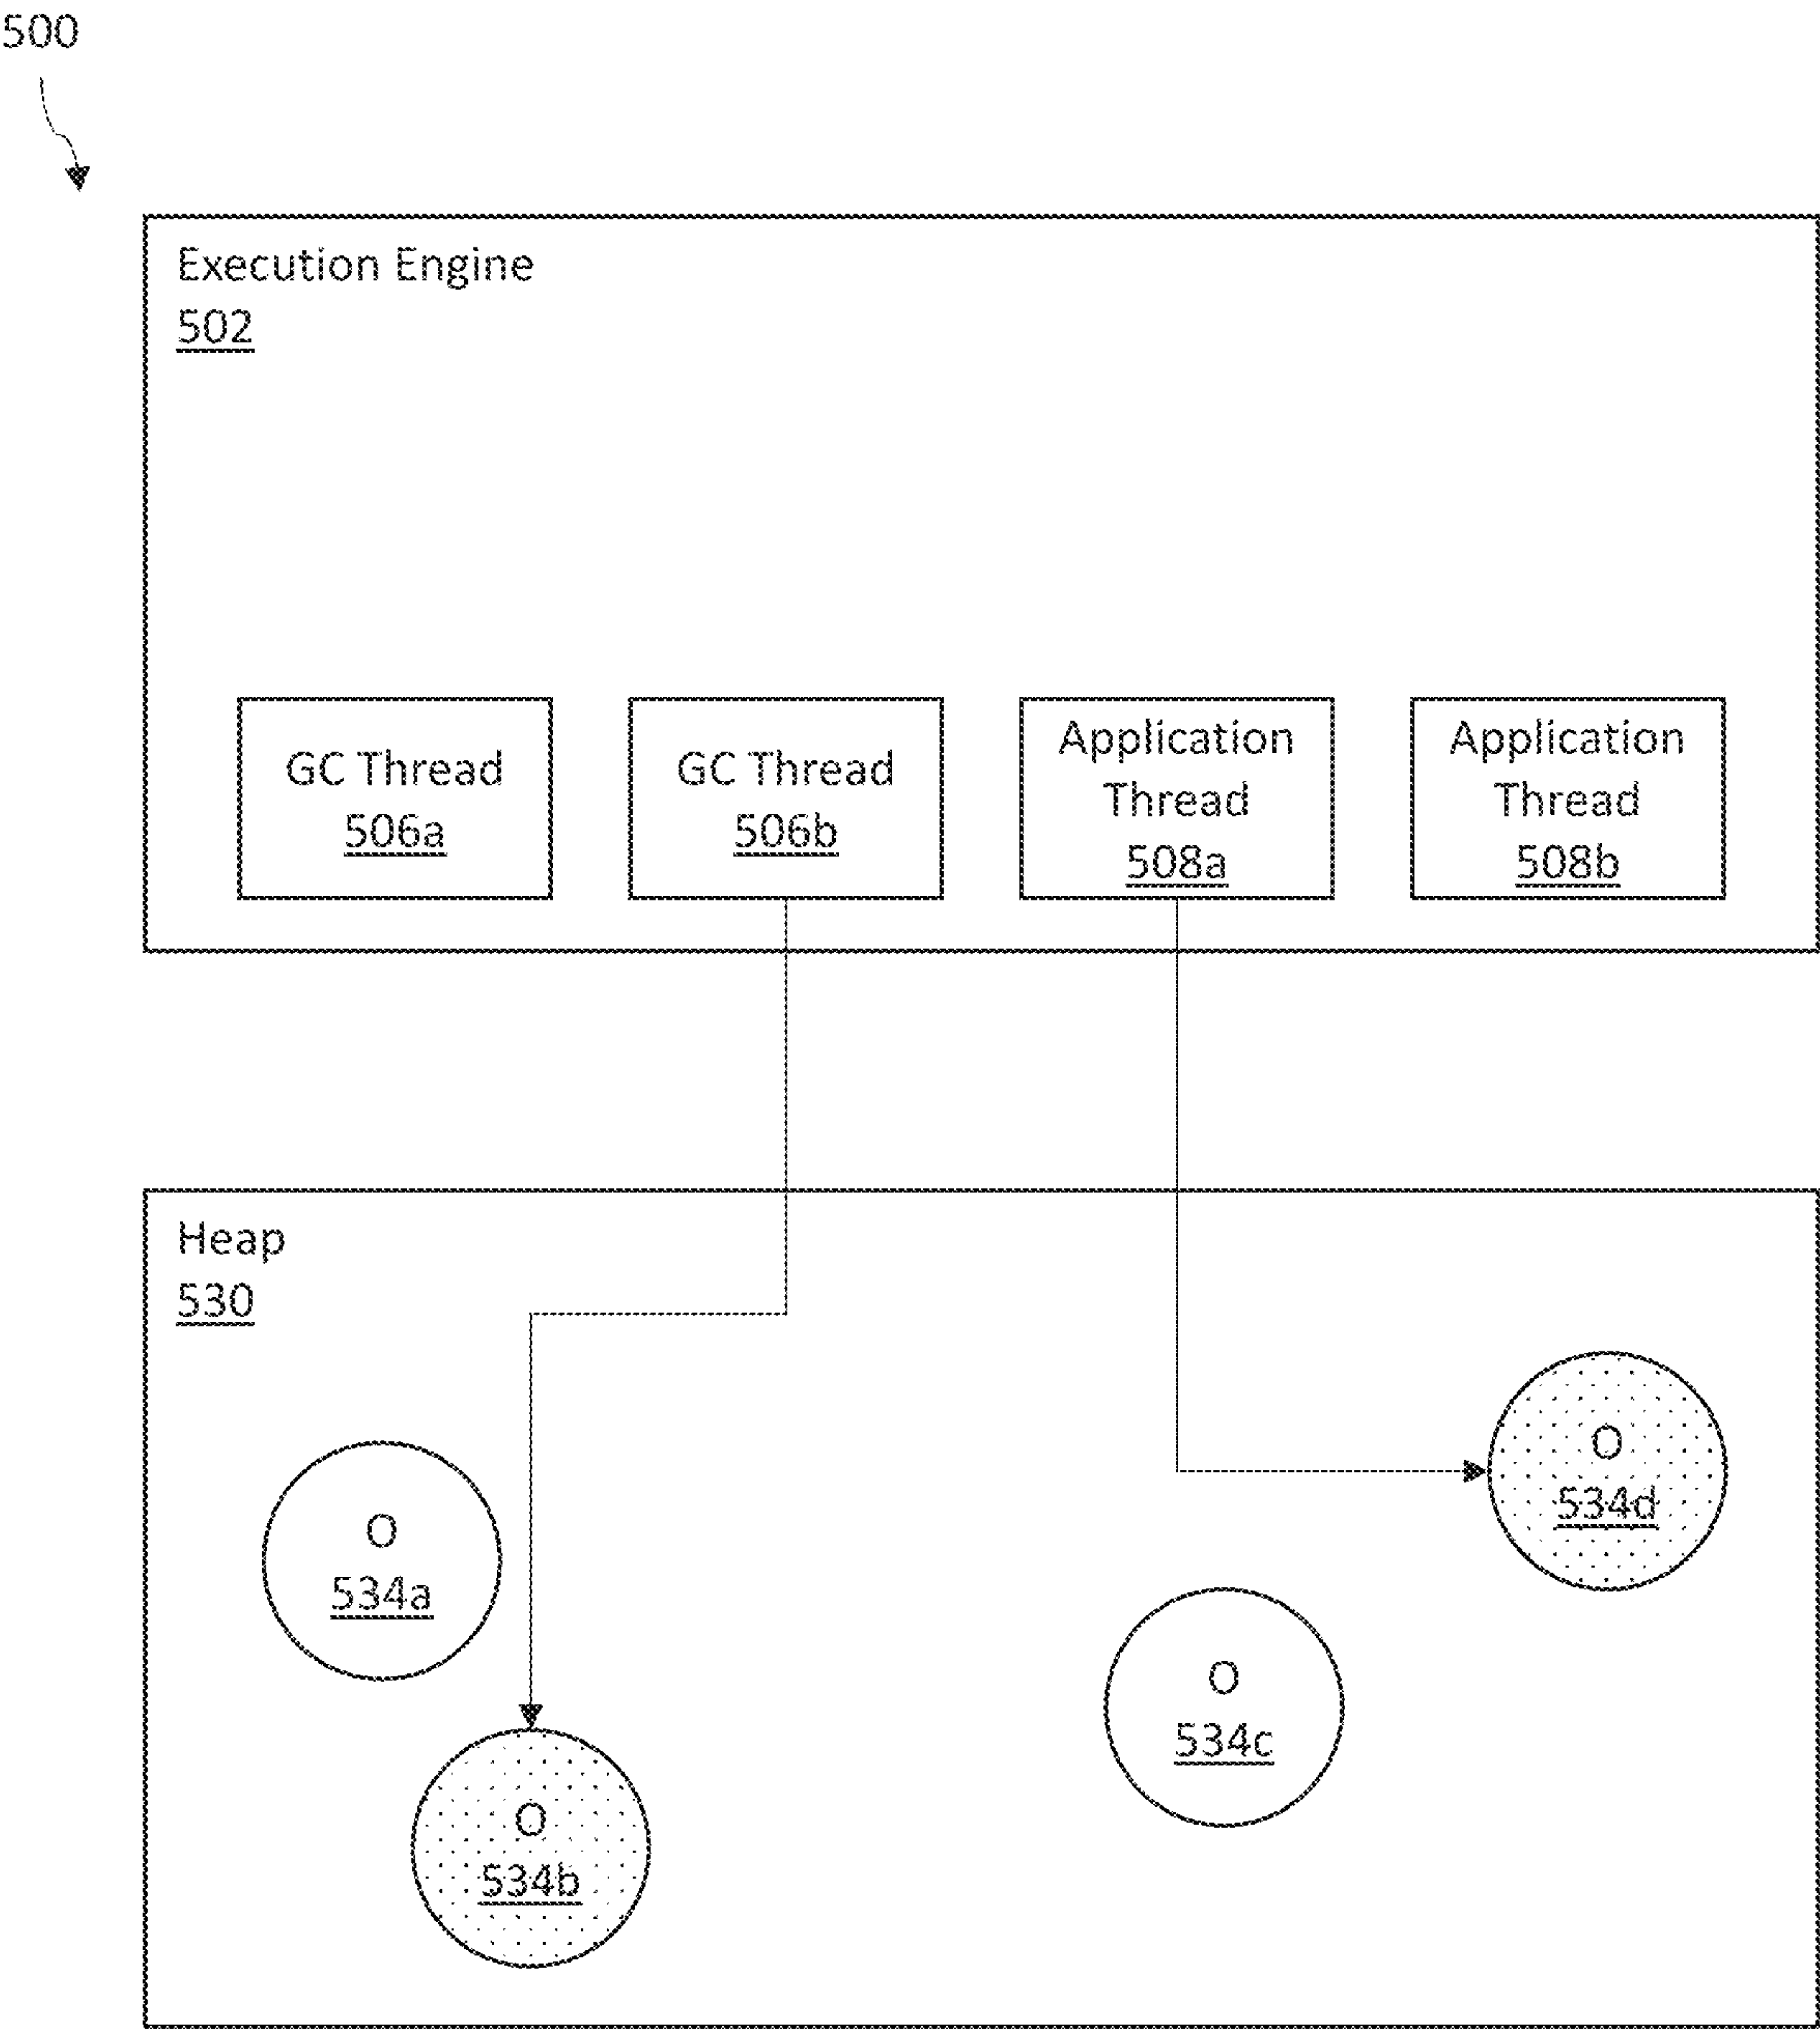 500
Execution Engine
502
GC Thread
506a
GC Thread
506b
Application
Thread
508a
Application
Thread
508b
Heap
530
O
534a
O
534b
O
534c
O
534d